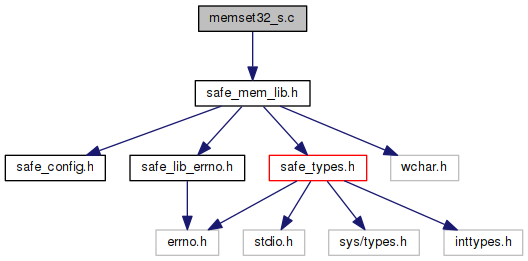 memset32_s.c
safe_mem_lib.h
safe_config.h
safe_lib_errno.h
safe_types.h
wchar.h
errno.h
stdio.h
sys/types.h
inttypes.h